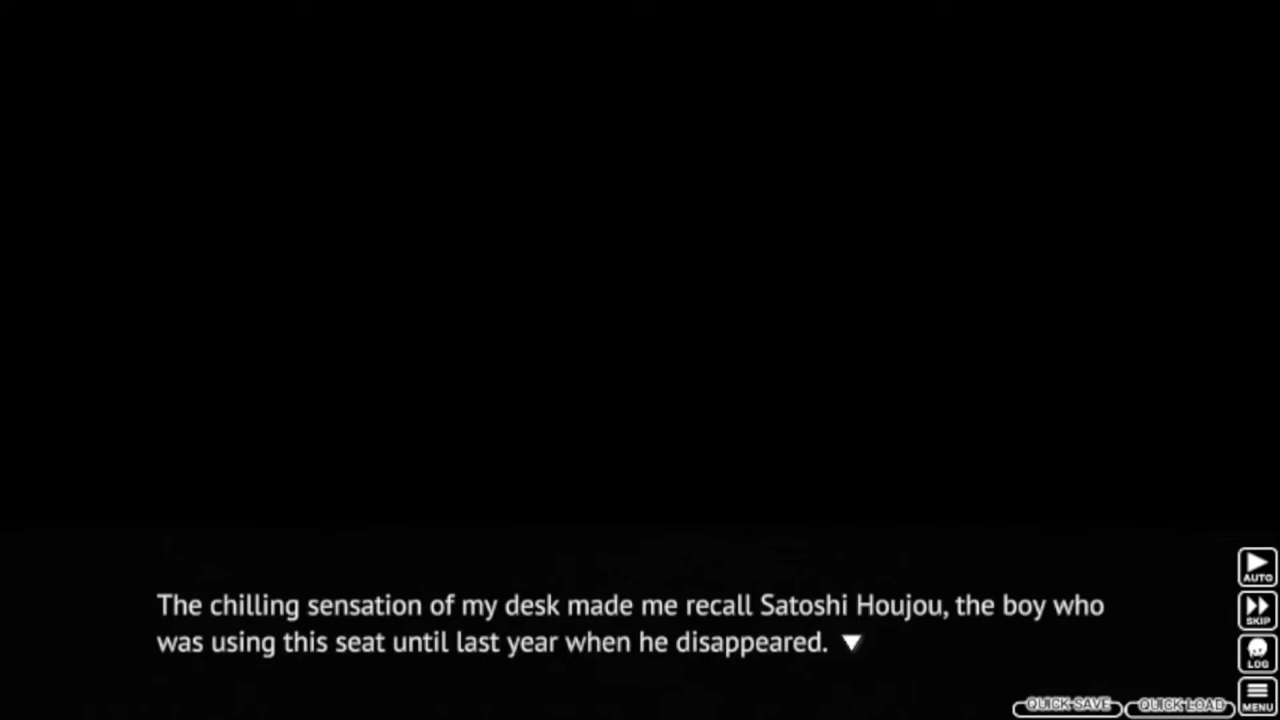 The chilling sensation of my desk made me recall Satoshi Houjou, the boy who
was using this seat until last year when he disappeared.
AUTO
SKIP
LOG
MENU
QUICK SAVE
QUICK LOAD